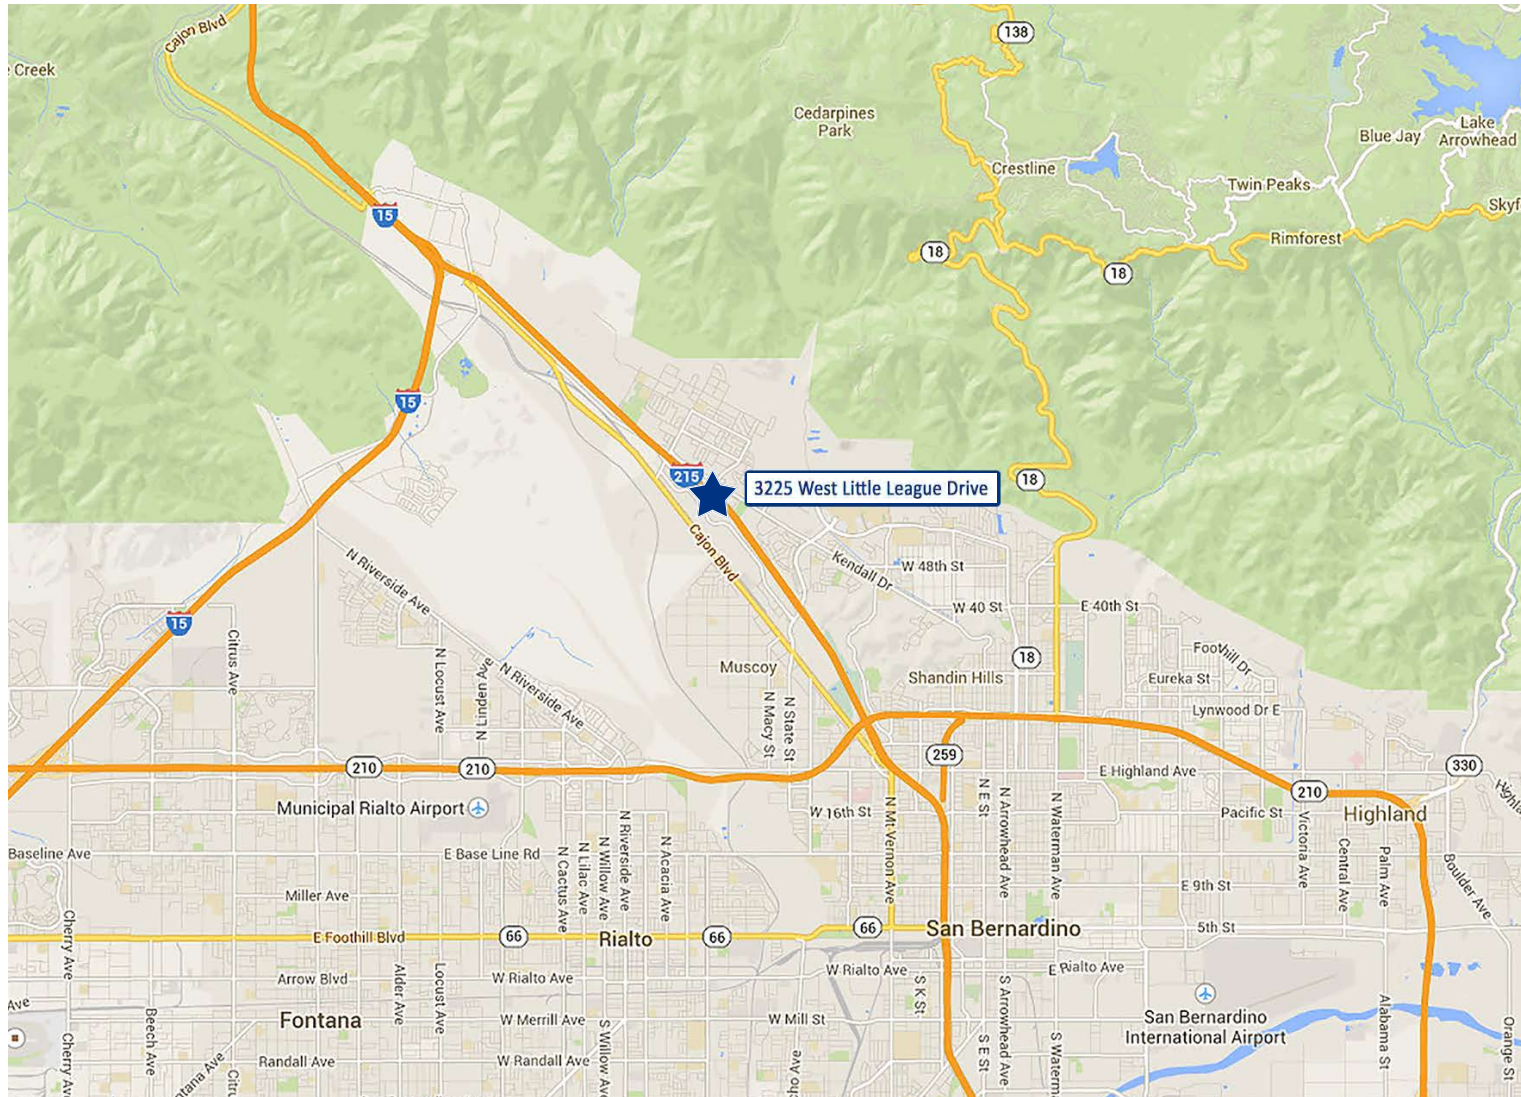 Cajon Blvd
138
e Creek
Cedarpines
Park
Lake
Arrowhead
Blue Jay
Crestline
Twin Peaks
Skyf
15
Rimforest
18
18
15
215
3225 West Little League Drive
18
Cajon Blvd
N Riverside Ave
Kendall Dr
W 48th St
W 40 St
E 40th St
15
Citrus Ave
N Locust Ave
N Linden Ave
N Riverside Ave
Muscoy
18
Shandin Hills
Foothill Dr
Eureka St
N Macy St
N State St
Lynwood Dr E
210
210
259
E Highland Ave
330
210
Municipal Rialto Airport
W 16th St
N Mt Vernon Ave
N E St
N Arrowhead Ave
N Waterman Ave
Pacific St
Victoria Ave
Highland
Baseline Ave
E Base Line Rd
N Cactus Ave
N Lilac Ave
N Willow Ave
N Riverside Ave
N Acacia Ave
Central Ave
Palm Ave
Boulder Ave
Miller Ave
E 9th St
Cherry Ave
E Foothill Blvd
66
Rialto
66
66
San Bernardino
5th St
Arrow Blvd
Alder Ave
Locust Ave
W Rialto Ave
W Rialto Ave
S K St
S Arrowhead Ave
E Rialto Ave
Ave
Beech Ave
Fontana
W Merrill Ave
W Mill St
San Bernardino
International Airport
Alabama St
Orange St
Cherry Av
Randall Ave
ntana Ave
Citru
W Randall Ave
S Willow Ave
S E St
S Waterm